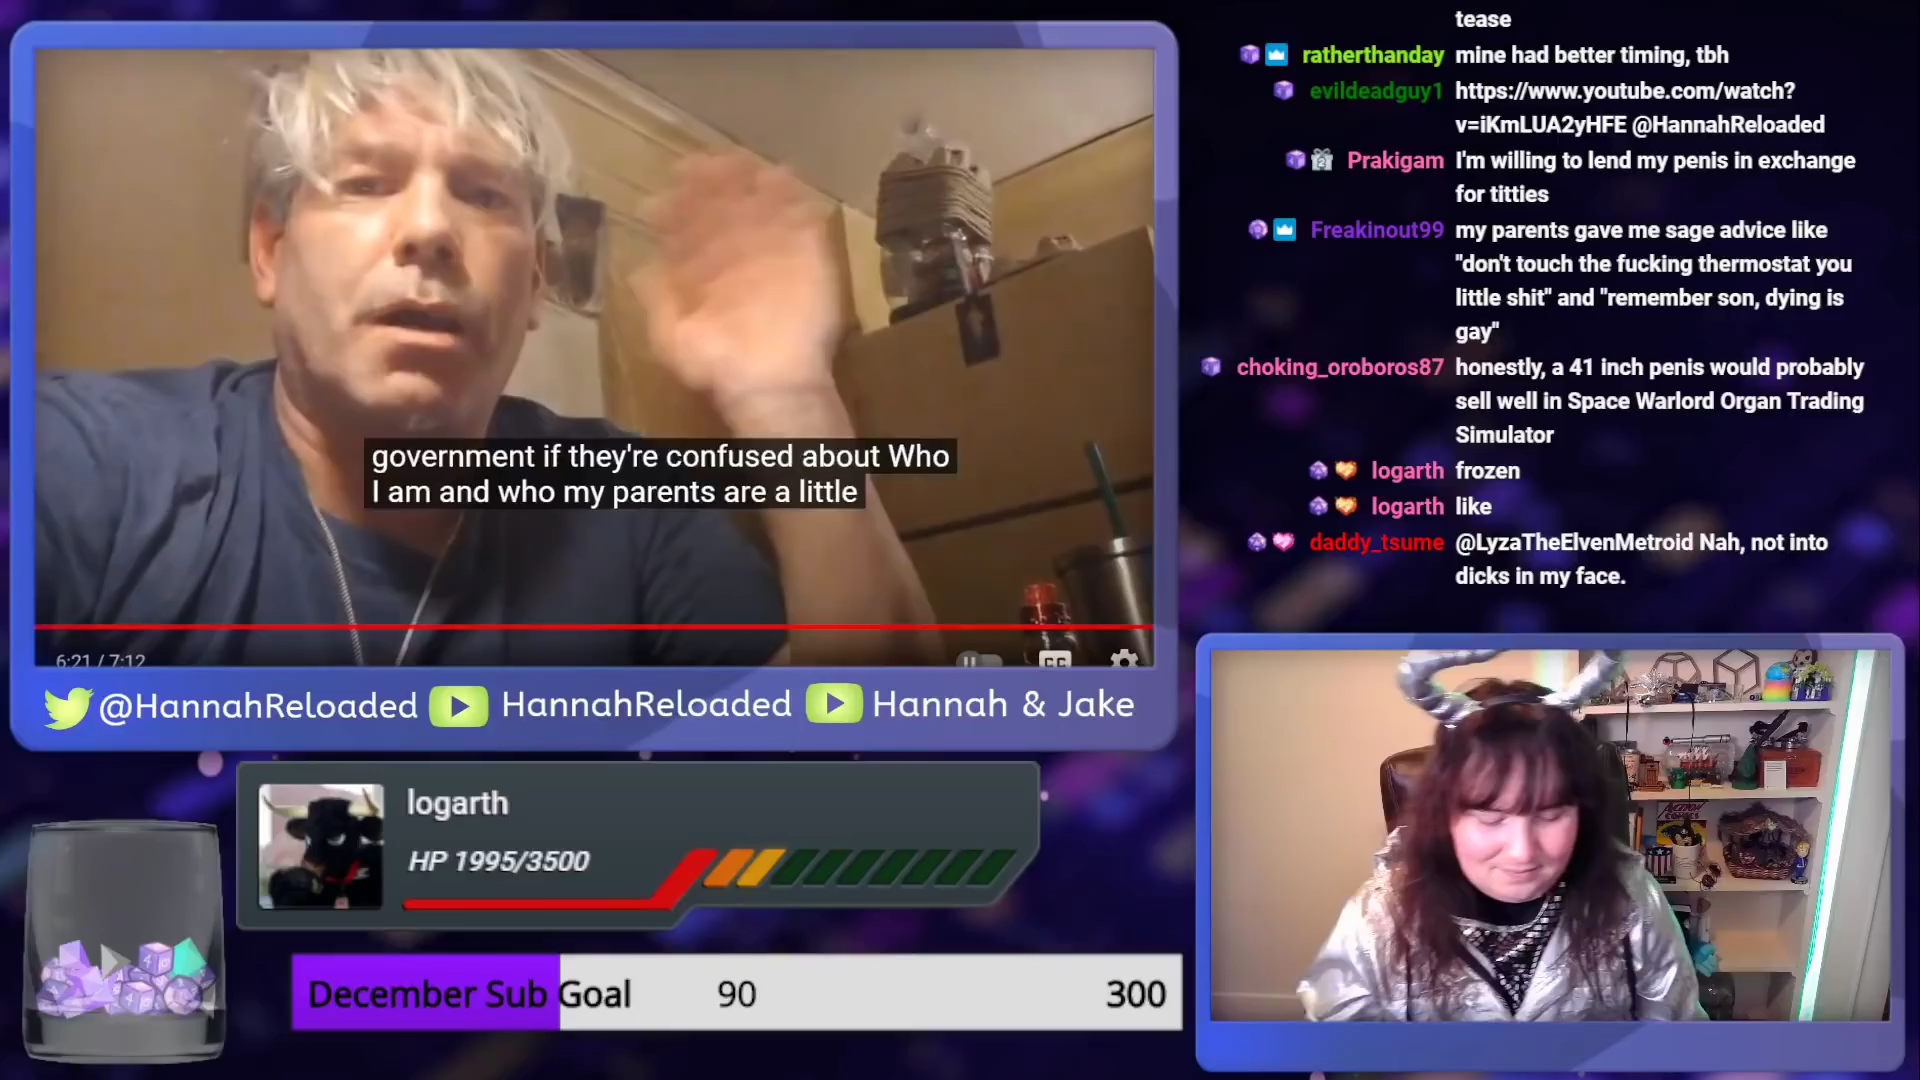 government if they're confused about Who
I am and who my parents are a little
6:21 / 7:12
@HannahReloaded HannahReloaded Hannah & Jake
logarth
HP 1995/3500
December Sub Goal 90 300
tease
ratherthanday mine had better timing, tbh
evildeadguy1 https://www.youtube.com/watch?
v=iKmLUA2yHFE @HannahReloaded
Prakigam I'm willing to lend my penis in exchange
for titties
Freakinout99 my parents gave me sage advice like
"don't touch the fucking thermostat you
little shit" and "remember son, dying is
gay"
choking_oroboros87 honestly, a 41 inch penis would probably
sell well in Space Warlord Organ Trading
Simulator
logarth frozen
logarth like
daddy_tsume @LyzaTheElvenMetroid Nah, not into
dicks in my face.
ACTION
COMICS